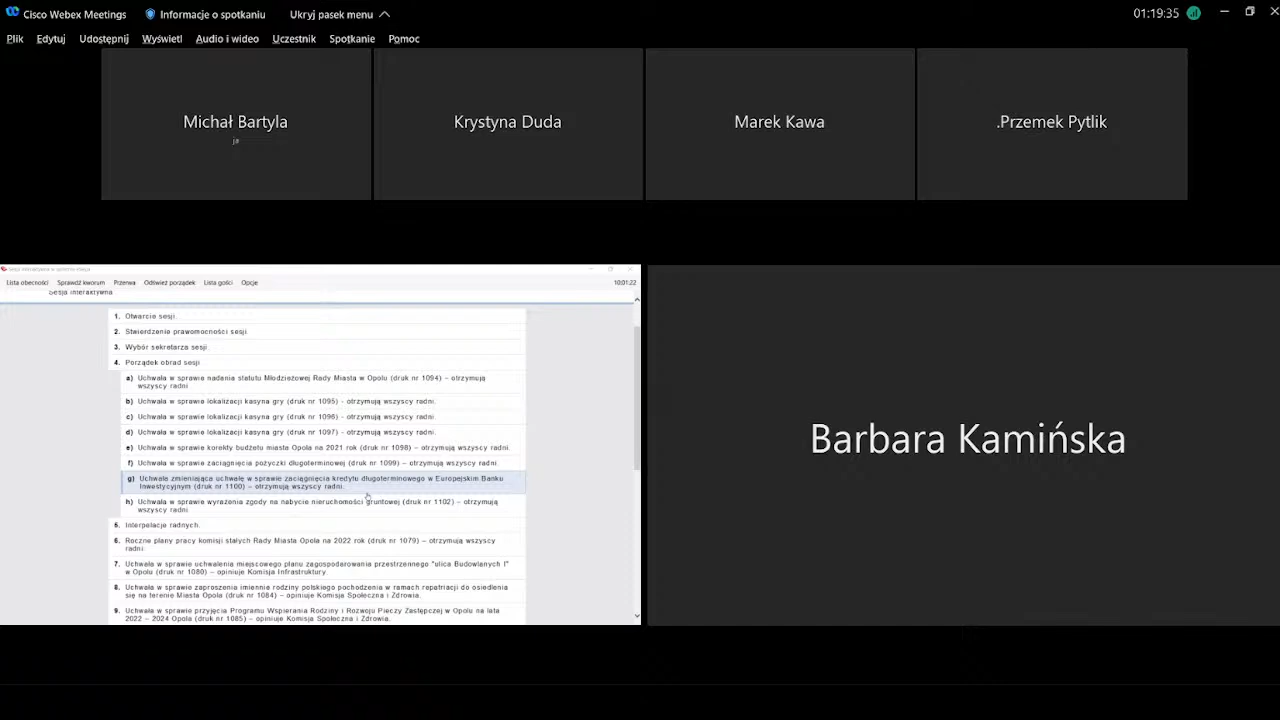 Cisco Webex Meetings
Informacje o spotkaniu
Ukryj pasek menu
01:19:35
Plik
Edytuj
Udostępnij
Wyświetl
Audio i wideo
Uczestnik
Spotkanie
Pomoc
Michał Bartyla
ja
Krystyna Duda
Marek Kawa
.Przemek Pytlik
Lista obecności
Sprawdź kworum
Przerwa
Odśwież porządek
Lista gości
Opcje
10:01:22
Sesja interaktywna
1. Otwarcie sesji.
2. Stwierdzenie prawomocności sesji.
3. Wybór sekretarza sesji.
4. Porządek obrad sesji
a) Uchwała w sprawie nadania statutu Młodzieżowej Rady Miasta w Opolu (druk nr 1094) – otrzymują
wszyscy radni
b) Uchwała w sprawie lokalizacji kasyna gry (druk nr 1095) - otrzymują wszyscy radni.
c) Uchwała w sprawie lokalizacji kasyna gry (druk nr 1096) - otrzymują wszyscy radni.
d) Uchwała w sprawie lokalizacji kasyna gry (druk nr 1097) - otrzymują wszyscy radni.
e) Uchwała w sprawie korekty budżetu miasta Opola na 2021 rok (druk nr 1098) – otrzymują wszyscy radni.
f) Uchwała w sprawie zaciągnięcia pożyczki długoterminowej (druk nr 1099) – otrzymują wszyscy radni.
g) Uchwała zmieniająca uchwałę w sprawie zaciągnięcia kredytu długoterminowego w Europejskim Banku
Inwestycyjnym (druk nr 1100) – otrzymują wszyscy radni.
h) Uchwała w sprawie wyrażenia zgody na nabycie nieruchomości gruntowej (druk nr 1102) – otrzymują
wszyscy radni
5. Interpelacje radnych.
6. Roczne plany pracy komisji stałych Rady Miasta Opola na 2022 rok (druk nr 1079) – otrzymują wszyscy
radni.
7. Uchwała w sprawie uchwalenia miejscowego planu zagospodarowania przestrzennego "ulica Budowlanych I"
w Opolu (druk nr 1080) – opiniuje Komisja Infrastruktury.
8. Uchwała w sprawie zaproszenia imiennie rodziny polskiego pochodzenia w ramach repatriacji do osiedlenia
się na terenie Miasta Opola (druk nr 1084) – opiniuje Komisja Społeczna i Zdrowia.
9. Uchwała w sprawie przyjęcia Programu Wspierania Rodziny i Rozwoju Pieczy Zastępczej w Opolu na lata
2022 – 2024 Opola (druk nr 1085) – opiniuje Komisja Społeczna i Zdrowia.
Barbara Kamińska